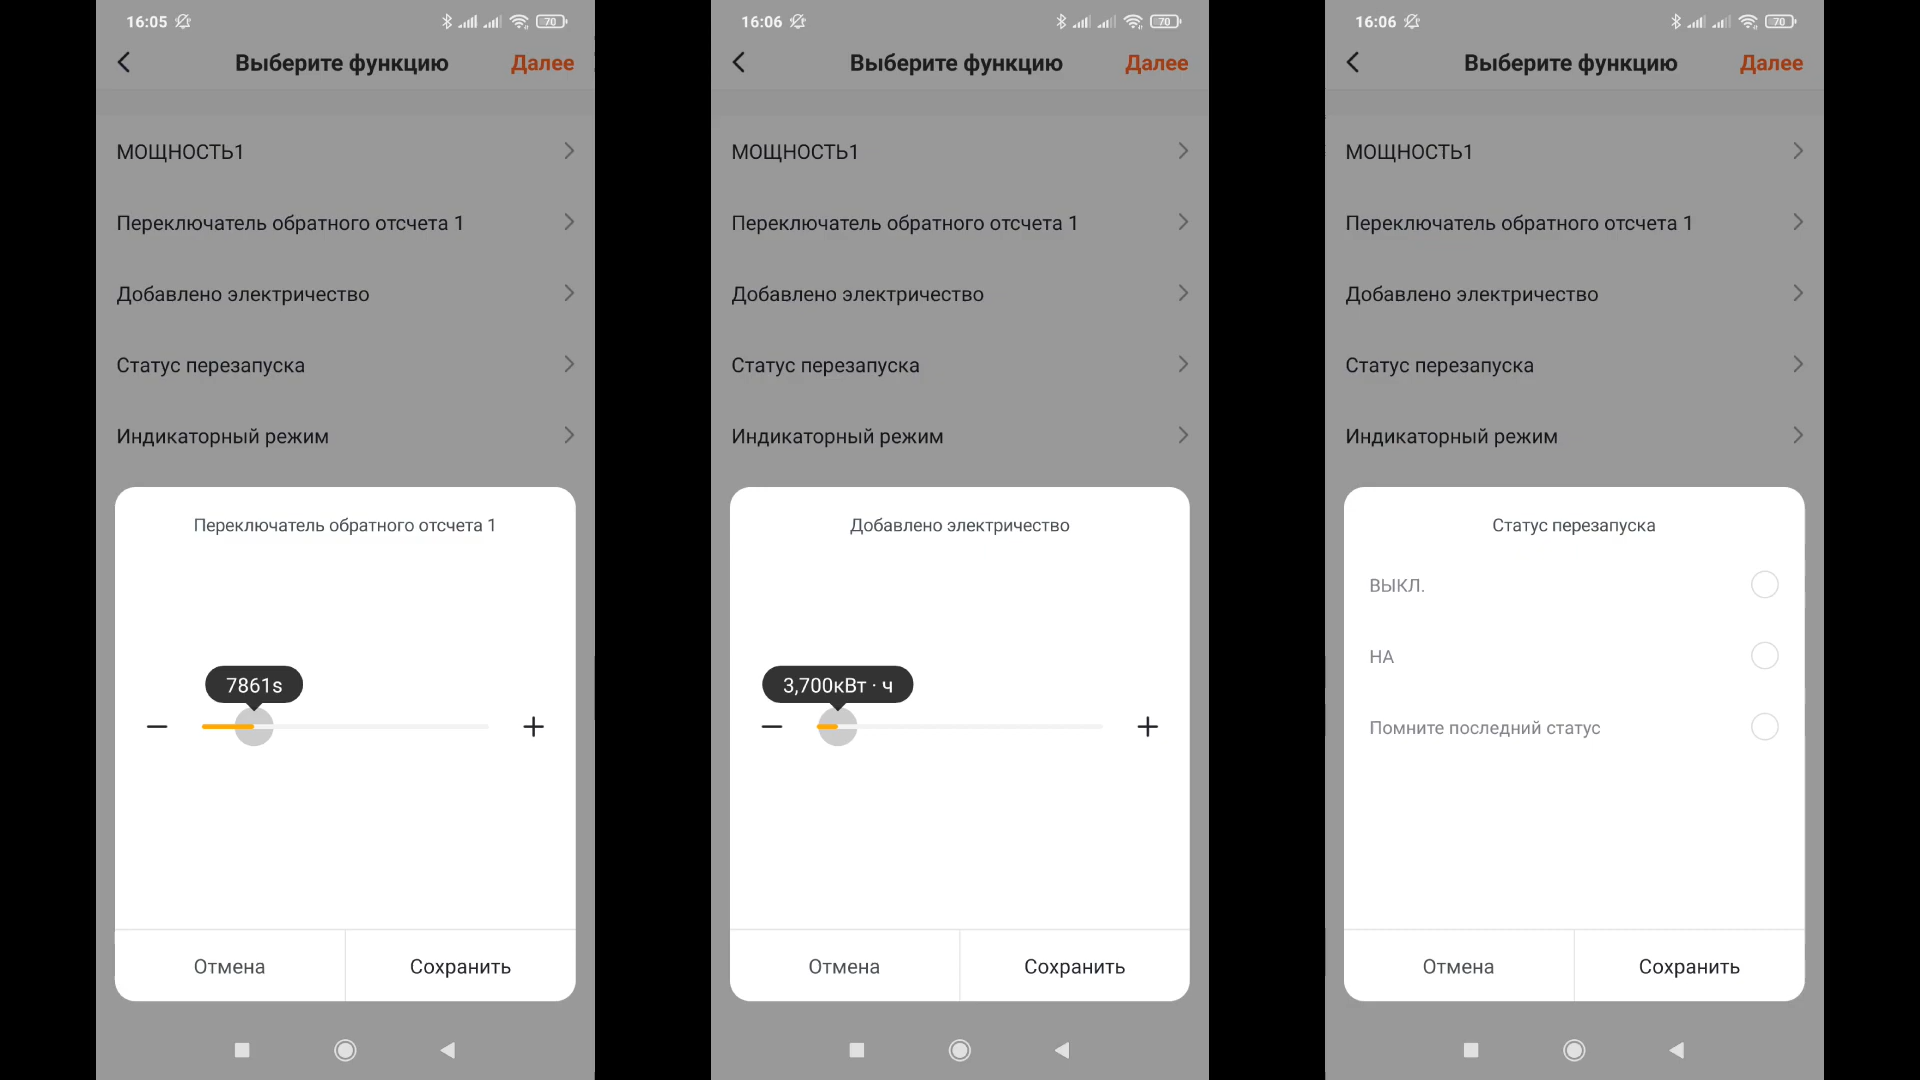 16:05
70
Выберите функцию
Далее
МОЩНОСТЬ1
Переключатель обратного отсчета 1
Добавлено электричество
Статус перезапуска
Индикаторный режим
Переключатель обратного отсчета 1
7861s
Отмена
Сохранить
16:06
70
Выберите функцию
Далее
МОЩНОСТЬ1
Переключатель обратного отсчета 1
Добавлено электричество
Статус перезапуска
Индикаторный режим
Добавлено электричество
3,700кВт · ч
Отмена
Сохранить
16:06
70
Выберите функцию
Далее
МОЩНОСТЬ1
Переключатель обратного отсчета 1
Добавлено электричество
Статус перезапуска
Индикаторный режим
Статус перезапуска
ВЫКЛ.
НА
Помните последний статус
Отмена
Сохранить